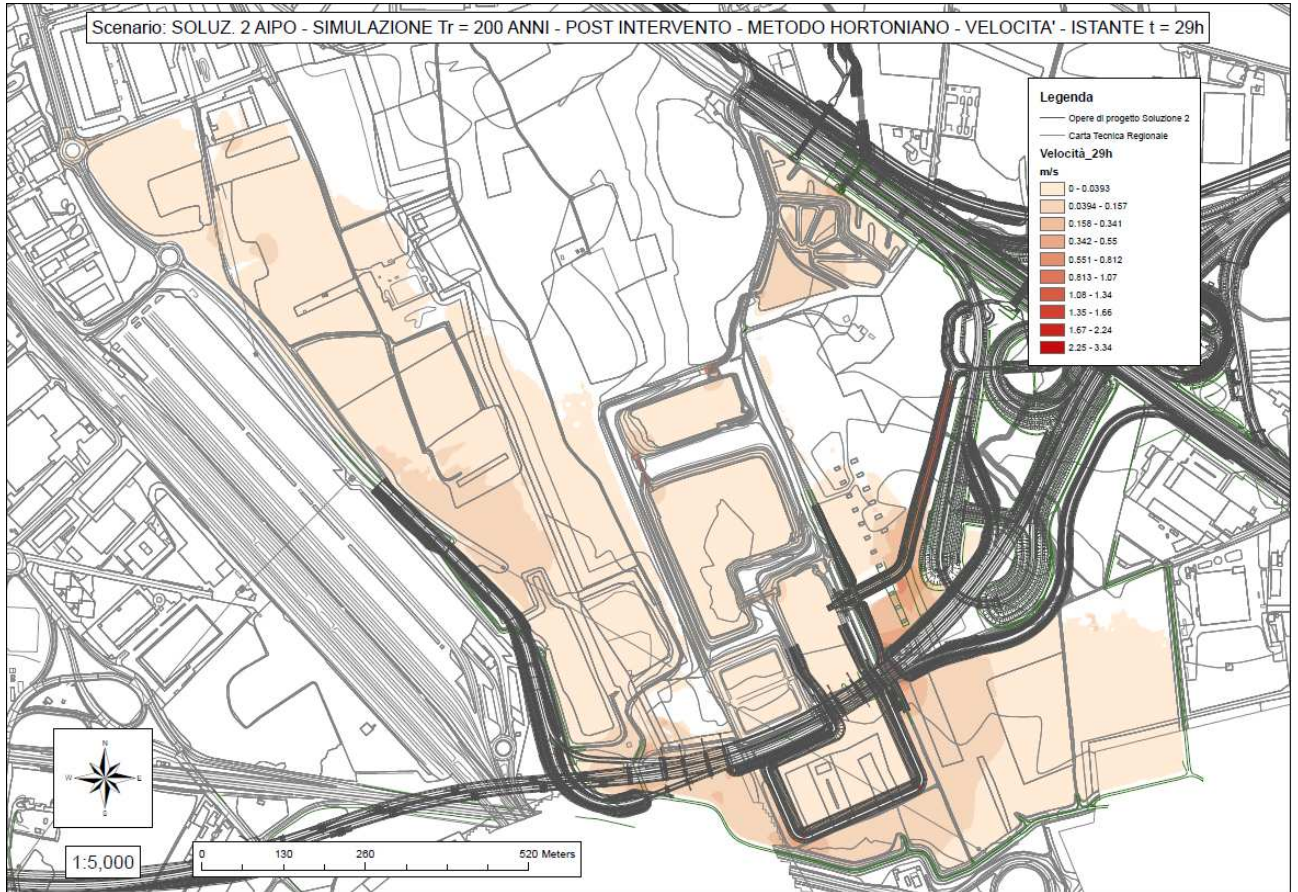 Scenario: SOLUZ. 2 AIPO - SIMULAZIONE Tr = 200 ANNI - POST INTERVENTO - METODO HORTONIANO - VELOCITA' - ISTANTE t = 29h
Legenda
Opere di progetto Soluzione 2
Carta Tecnica Regionale
Velocità_29h
m/s
0 - 0.0393
0.0394 - 0.157
0.158 - 0.341
0.342 - 0.55
0.551 - 0.812
0.813 - 1.07
1.08 - 1.34
1.35 - 1.66
1.67 - 2.24
2.25 - 3.34
N
W E
S
1:5,000
0 130 260 520 Meters